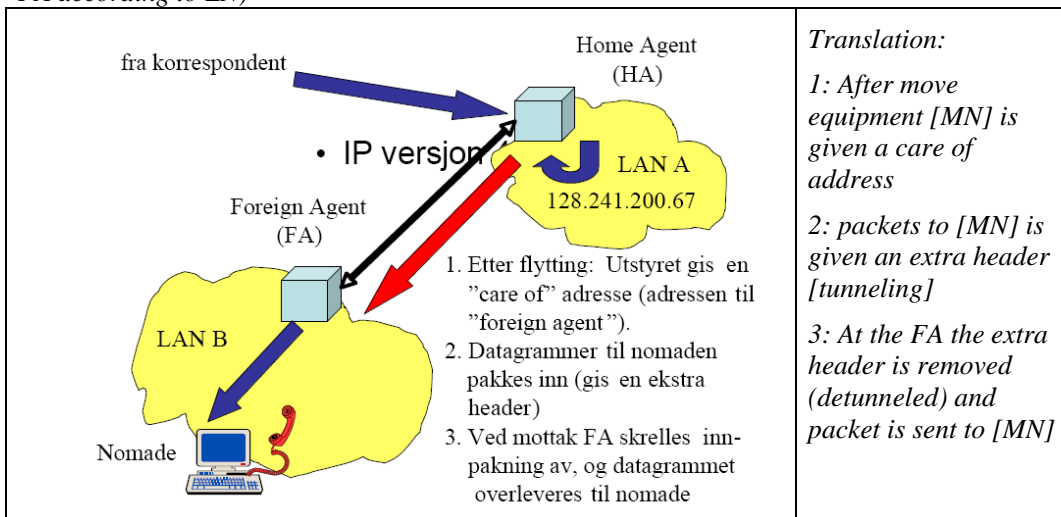 fra korrespondent
Home Agent
(HA)
• IP versjon
LAN A
128.241.200.67
Foreign Agent
(FA)
LAN B
Nomade
1. Etter flytting: Utstyret gis en
"care of" adresse (adressen til
"foreign agent").
2. Datagrammer til nomaden
pakkes inn (gis en ekstra
header)
3. Ved mottak FA skrelles inn-
pakning av, og datagrammet
overleveres til nomade
Translation:
1: After move
equipment [MN] is
given a care of
address
2: packets to [MN] is
given an extra header
[tunneling]
3: At the FA the extra
header is removed
(detunneled) and
packet is sent to [MN]